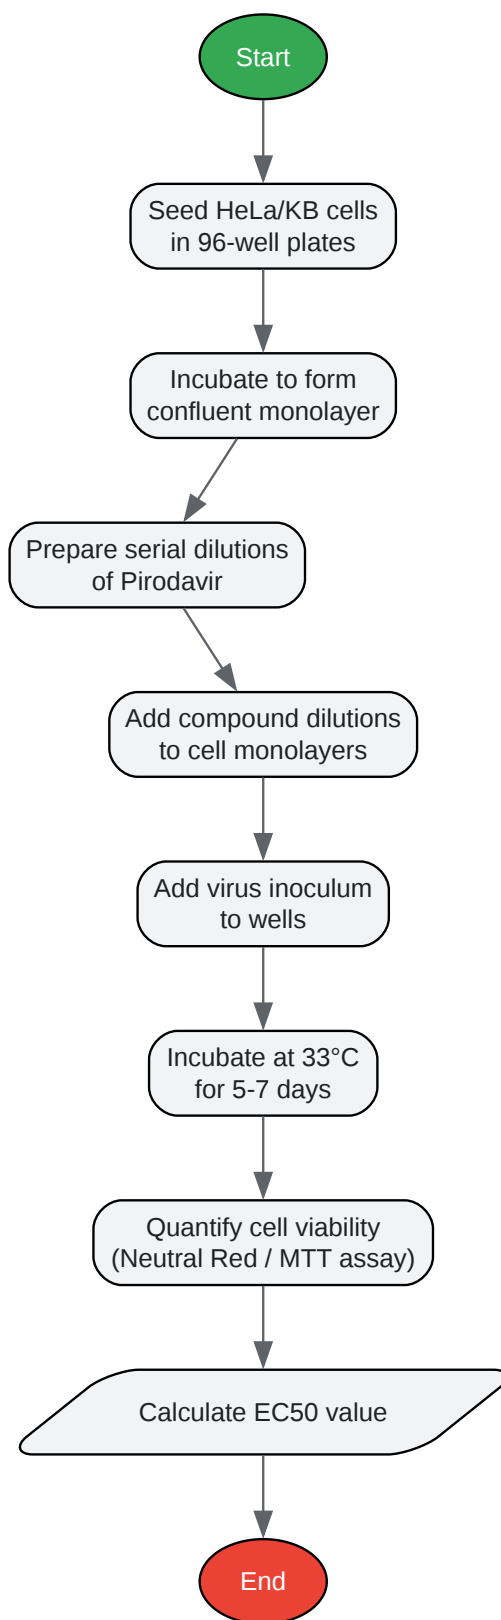 Start
Seed HeLa/KB cells
in 96-well plates
Incubate to form
confluent monolayer
Prepare serial dilutions
of Pirodavir
Add compound dilutions
to cell monolayers
Add virus inoculum
to wells
Incubate at 33°C
for 5-7 days
Quantify cell viability
(Neutral Red / MTT assay)
Calculate EC50 value
End